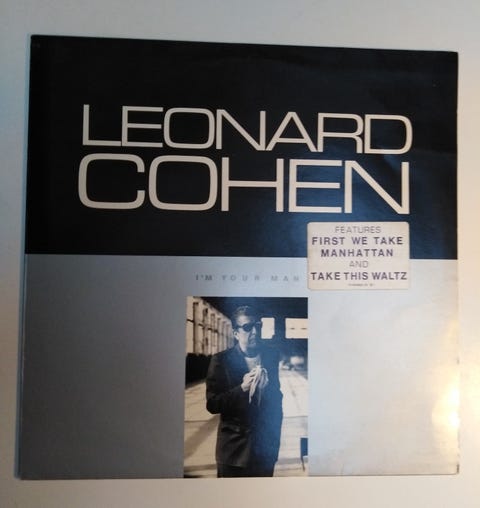 LEONARD
COHEN
FEATURES
FIRST WE TAKE
MANHATTAN
AND
TAKE THIS WALTZ
I'M YOUR MAN